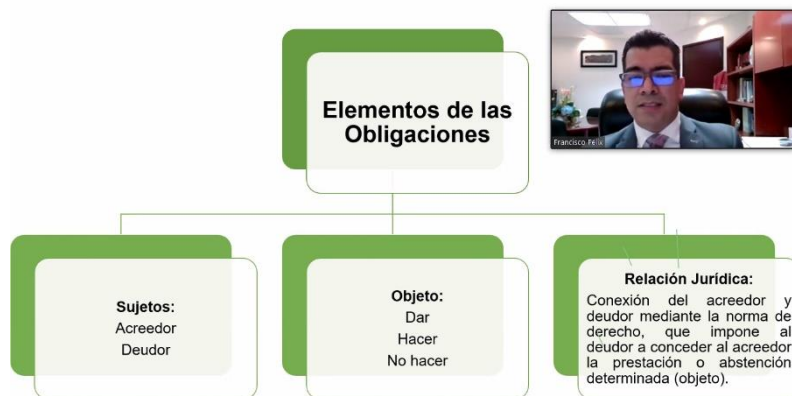 Elementos de las
Obligaciones
Francisco Félix
Sujetos:
Acreedor
Deudor
Objeto:
Dar
Hacer
No hacer
Relación Jurídica:
Conexión del acreedor y
deudor mediante la norma de
derecho, que impone al
deudor a conceder al acreedor
la prestación o abstención
determinada (objeto).